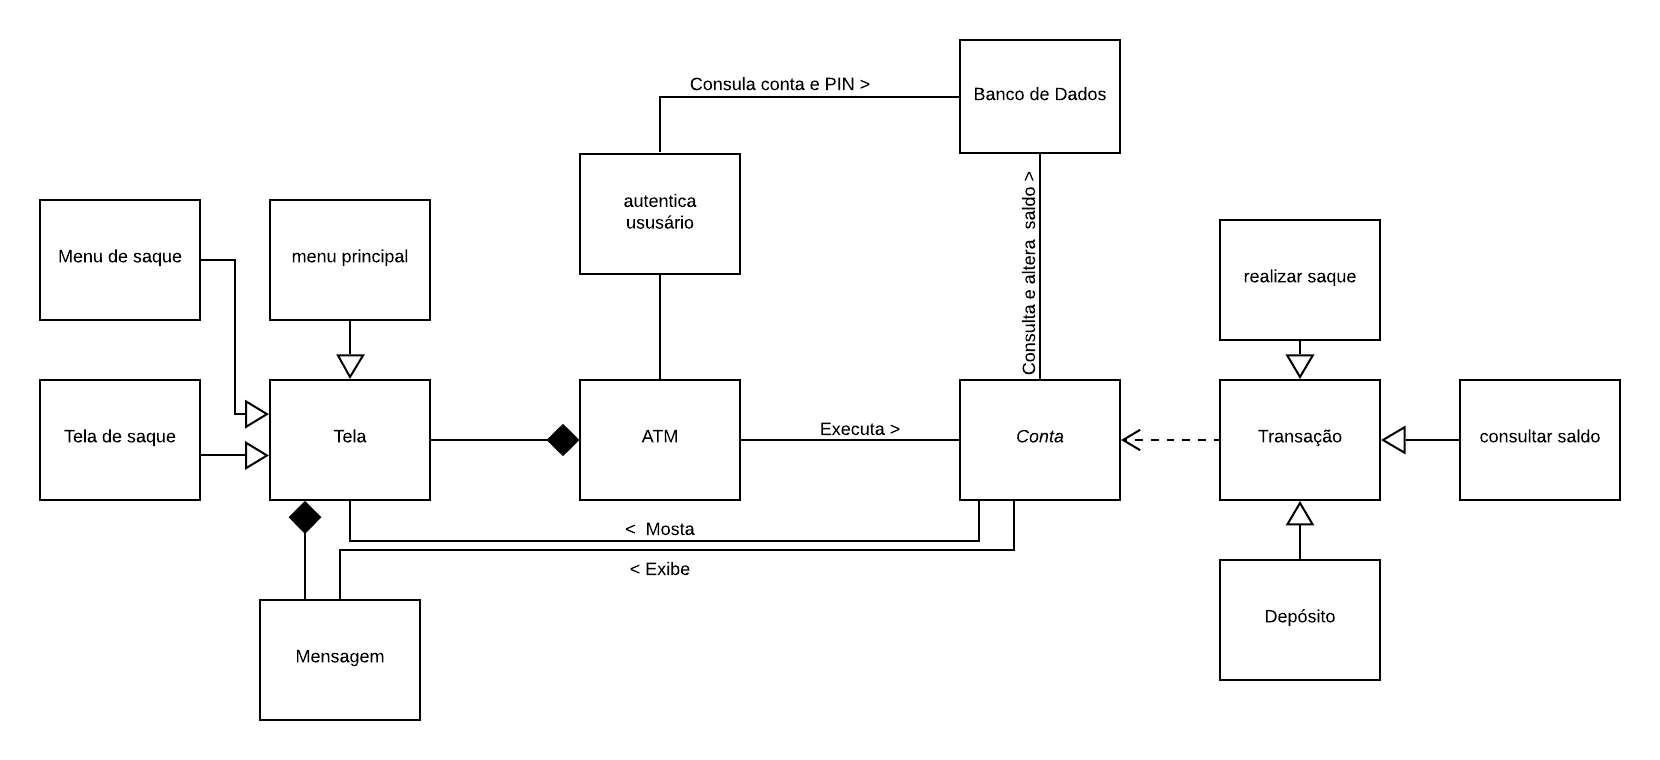 Consula conta e PIN >
Banco de Dados
autentica
ususário
Consulta e altera  saldo >
Menu de saque
menu principal
realizar saque
Tela de saque
Tela
ATM
Executa >
Conta
Transação
consultar saldo
<  Mosta
< Exibe
Depósito
Mensagem